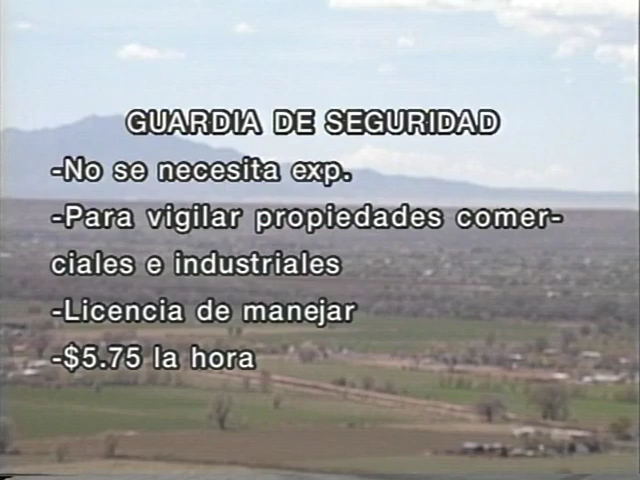 GUARDIA DE SEGURIDAD
-No se necesita exp.
-Para vigilar propiedades comer-
ciales e industriales
-Licencia de manejar
-$5.75 la hora